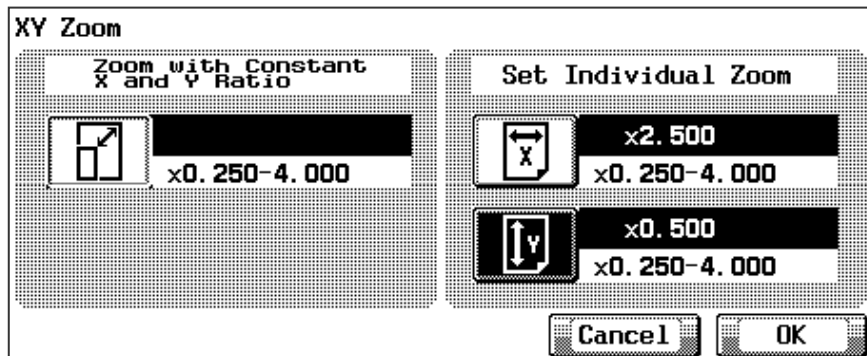 XY Zoom
Zoom with Constant
X and Y Ratio
x0.250-4.000
Set Individual Zoom
X
x2.500
x0.250-4.000
Y
x0.500
x0.250-4.000
Cancel
OK